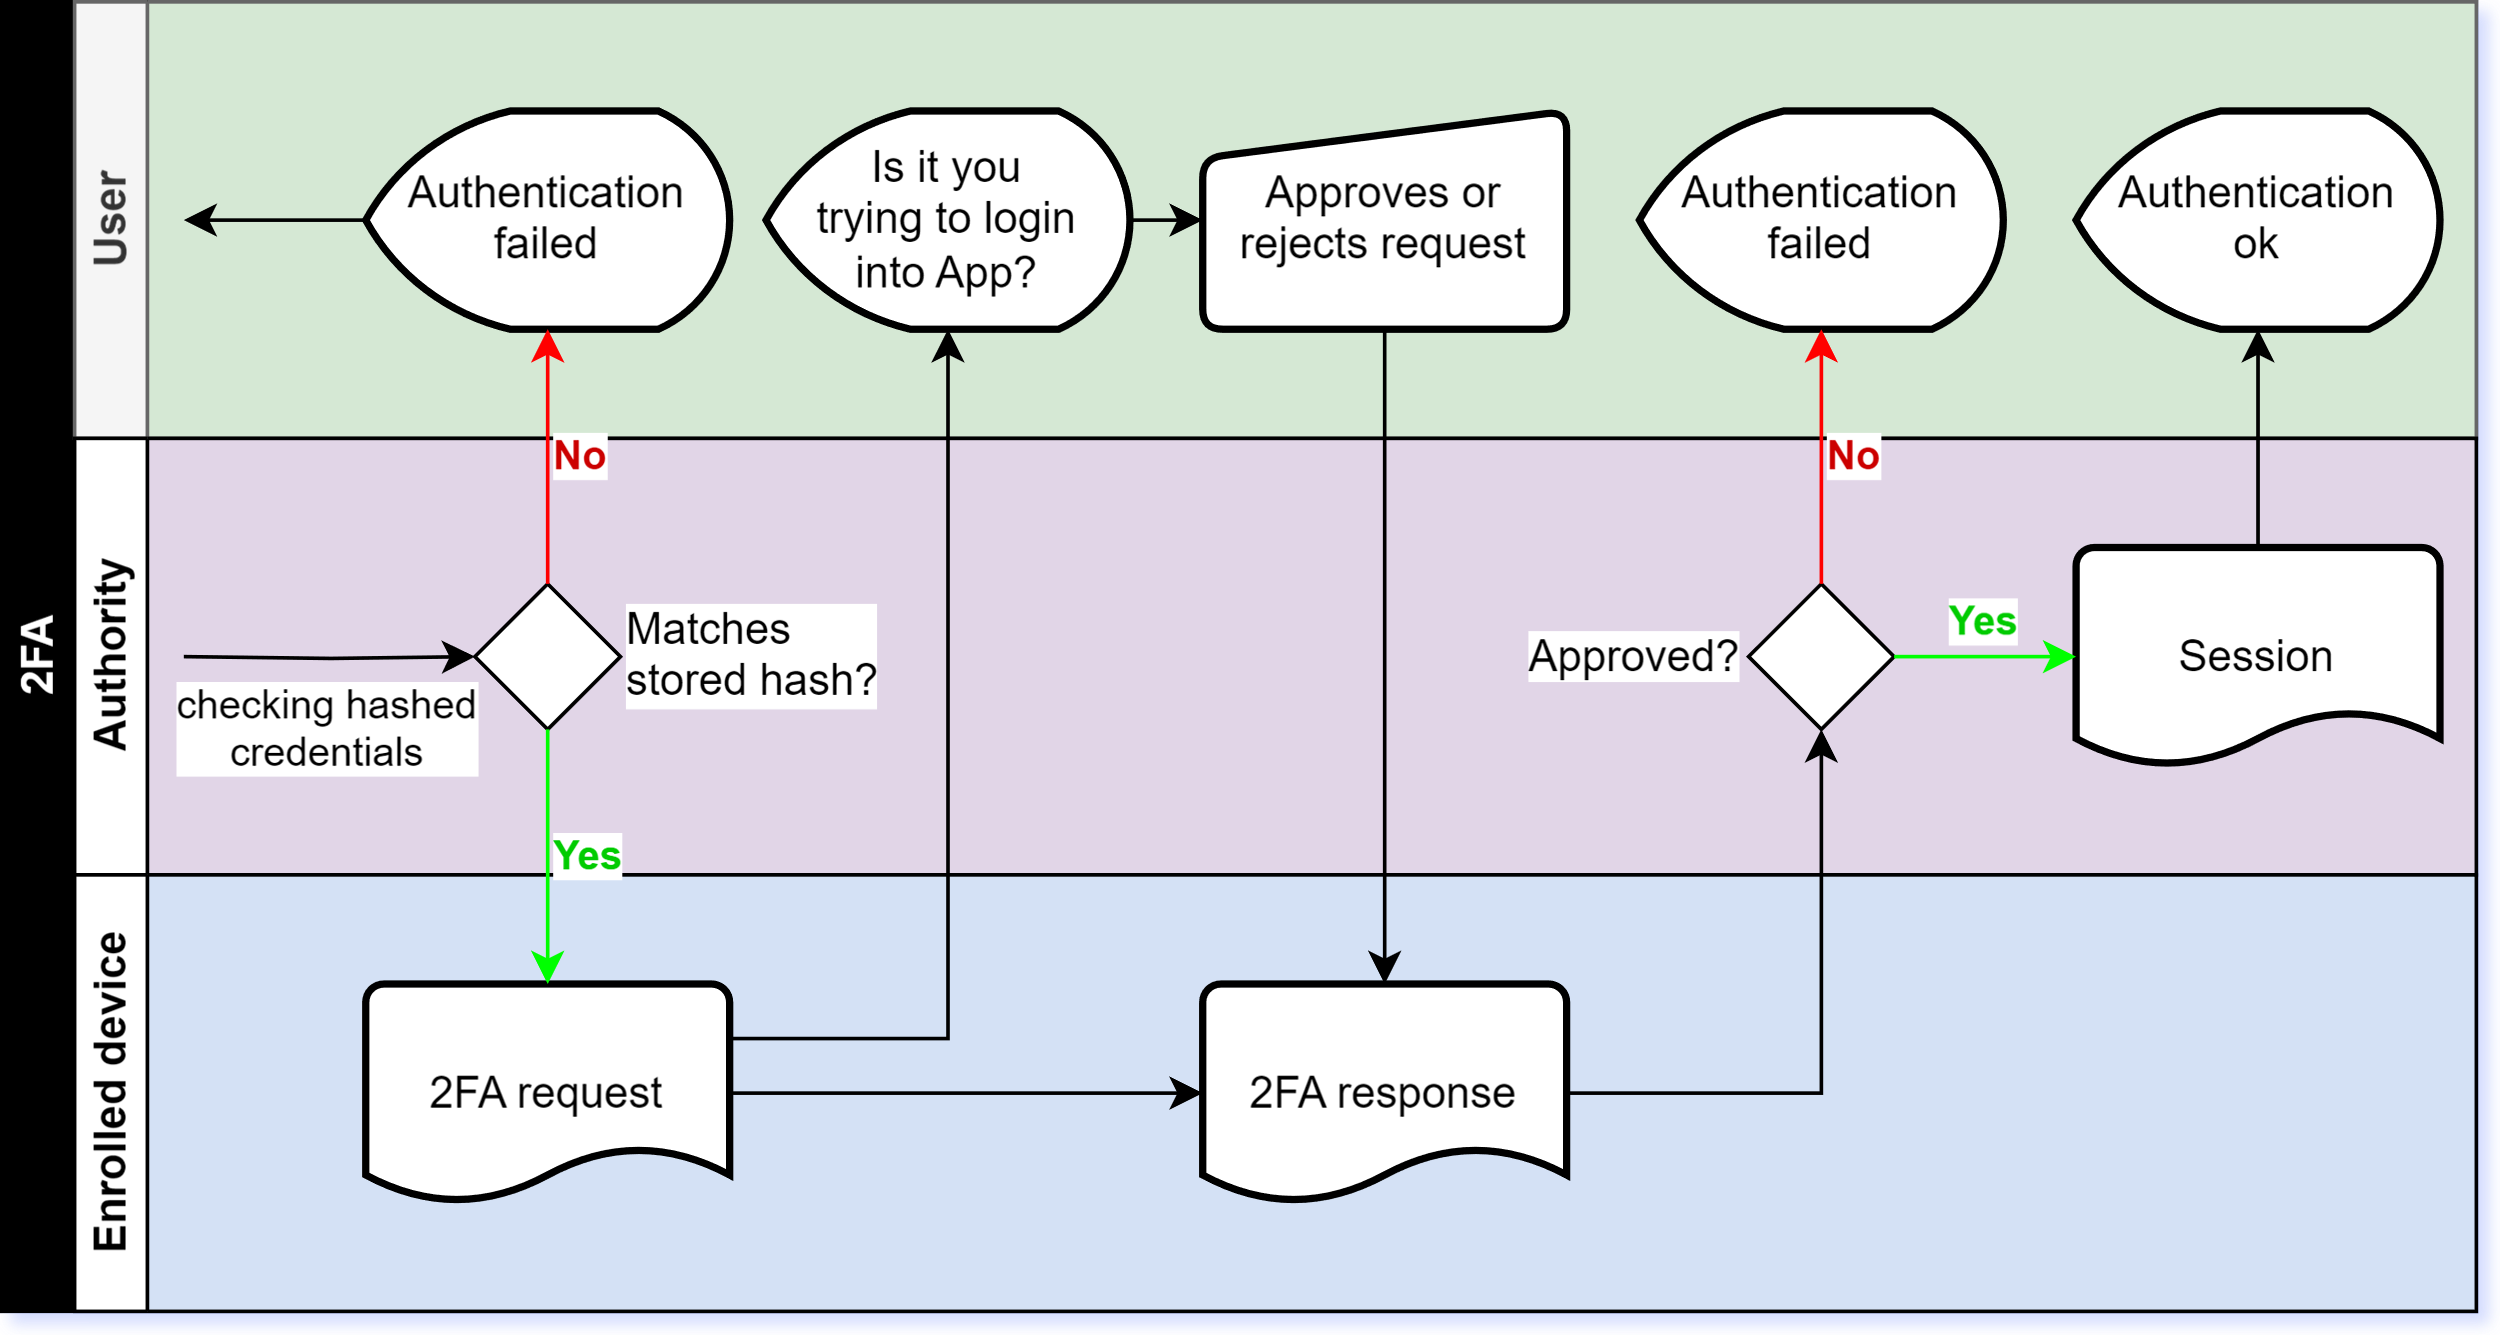 2FA
User
Authentication
failed
Is it you
trying to login
into App?
Approves or
rejects request
Authentication
failed
Authentication
ok
No
No
Authority
checking hashed
credentials
Matches
stored hash?
Approved?
Yes
Session
Yes
Enrolled device
2FA request
2FA response